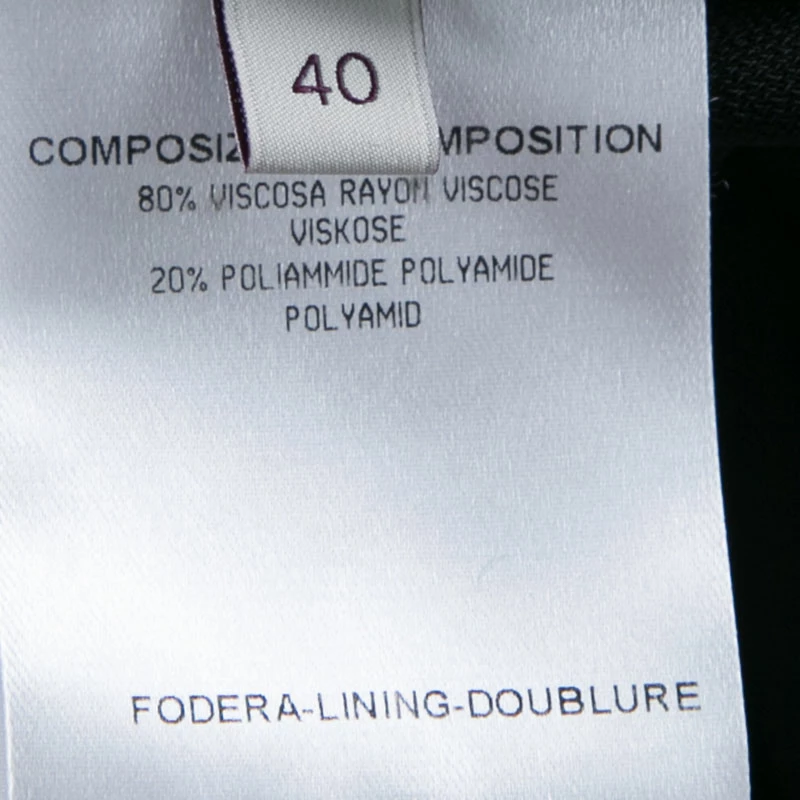 40
COMPOSIZ MPOSITION
80% VISCOSA RAYON VISCOSE
VISKOSE
20% POLIAMMIDE POLYAMIDE
POLYAMID
FODERA-LINING-DOUBLURE